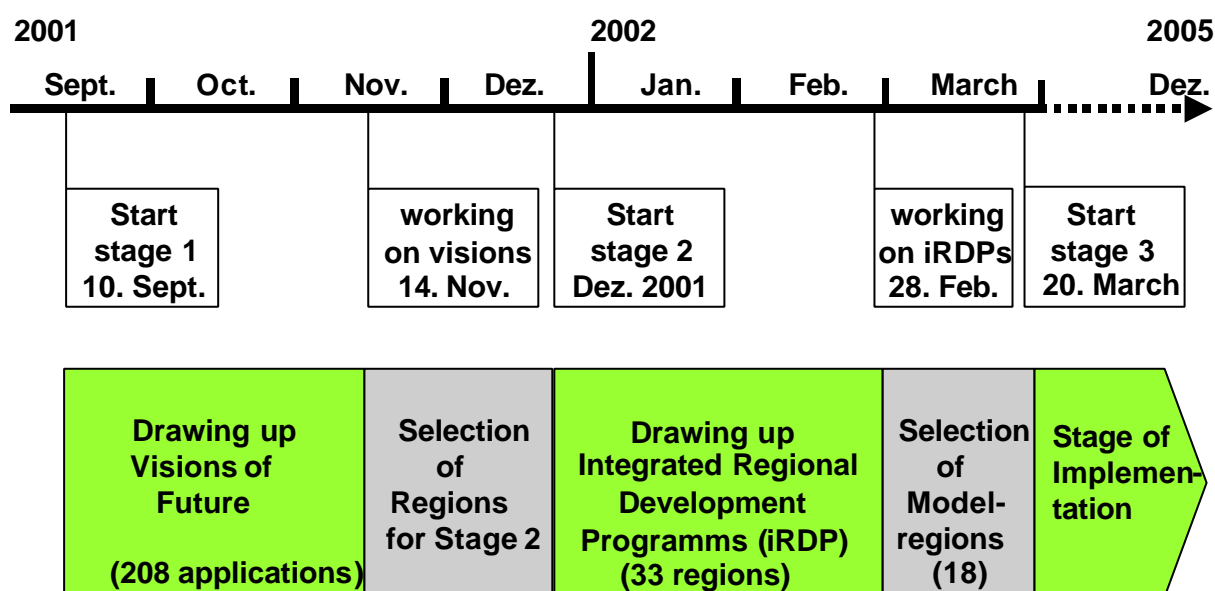 2001 2002 2005
Sept. Oct. Nov. Dez. Jan. Feb. March Dez.
Start
stage 1
10. Sept.
working
on visions
14. Nov.
Start
stage 2
Dez. 2001
working
on iRDPs
28. Feb.
Start
stage 3
20. March
Drawing up
Visions of
Future
(208 applications)
Selection
of
Regions
for Stage 2
Drawing up
Integrated Regional
Development
Programms (iRDP)
(33 regions)
Selection
of
Model-
regions
(18)
Stage of
Implemen-
tation